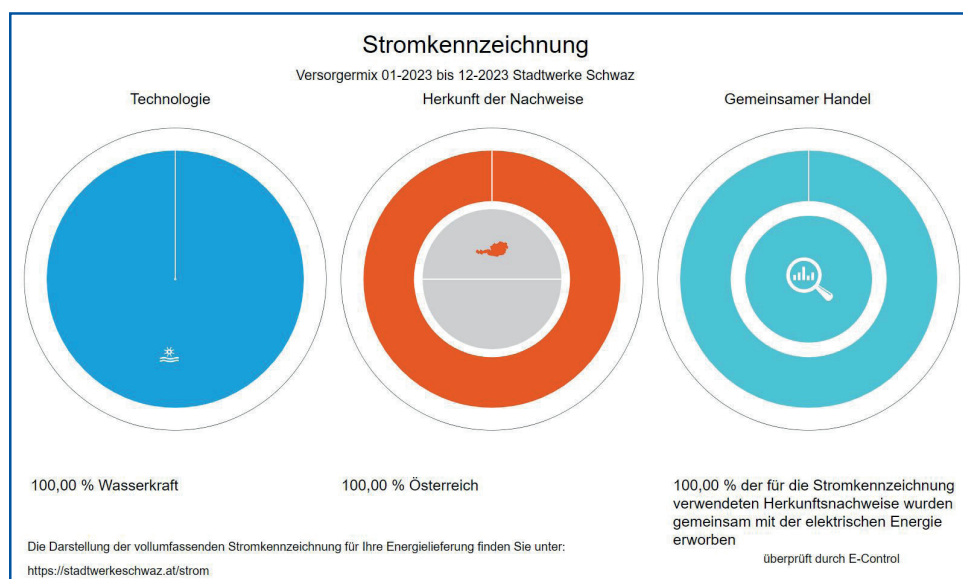 Stromkennzeichnung
Versorgermix 01-2023 bis 12-2023 Stadtwerke Schwaz
Technologie
Herkunft der Nachweise
Gemeinsamer Handel
100,00 % Wasserkraft
100,00 % Österreich
100,00 % der für die Stromkennzeichnung
verwendeten Herkunftsnachweise wurden
gemeinsam mit der elektrischen Energie
erworben
überprüft durch E-Control
Die Darstellung der vollumfassenden Stromkennzeichnung für Ihre Energielieferung finden Sie unter:
https://stadtwerkeschwaz.at/strom